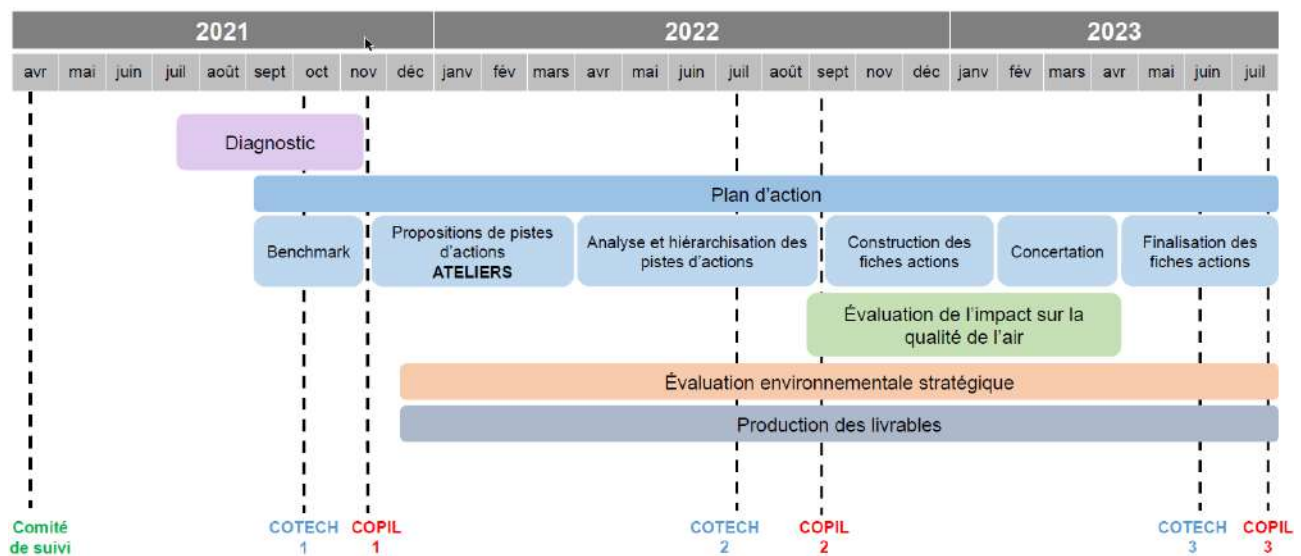 2021 2022 2023
avr mai juin juil août sept oct nov déc janv fév mars avr mai juin juil août sept nov déc janv fév mars avr mai juin juil
Diagnostic
Plan d'action
Benchmark
Propositions de pistes
d'actions
ATELIERS
Analyse et hiérarchisation des
pistes d'actions
Construction des
fiches actions
Concertation
Finalisation des
fiches actions
Évaluation de l'impact sur la
qualité de l'air
Évaluation environnementale stratégique
Production des livrables
Comité
de suivi
COTECH
1
COPIL
1
COTECH
2
COPIL
2
COTECH
3
COPIL
3